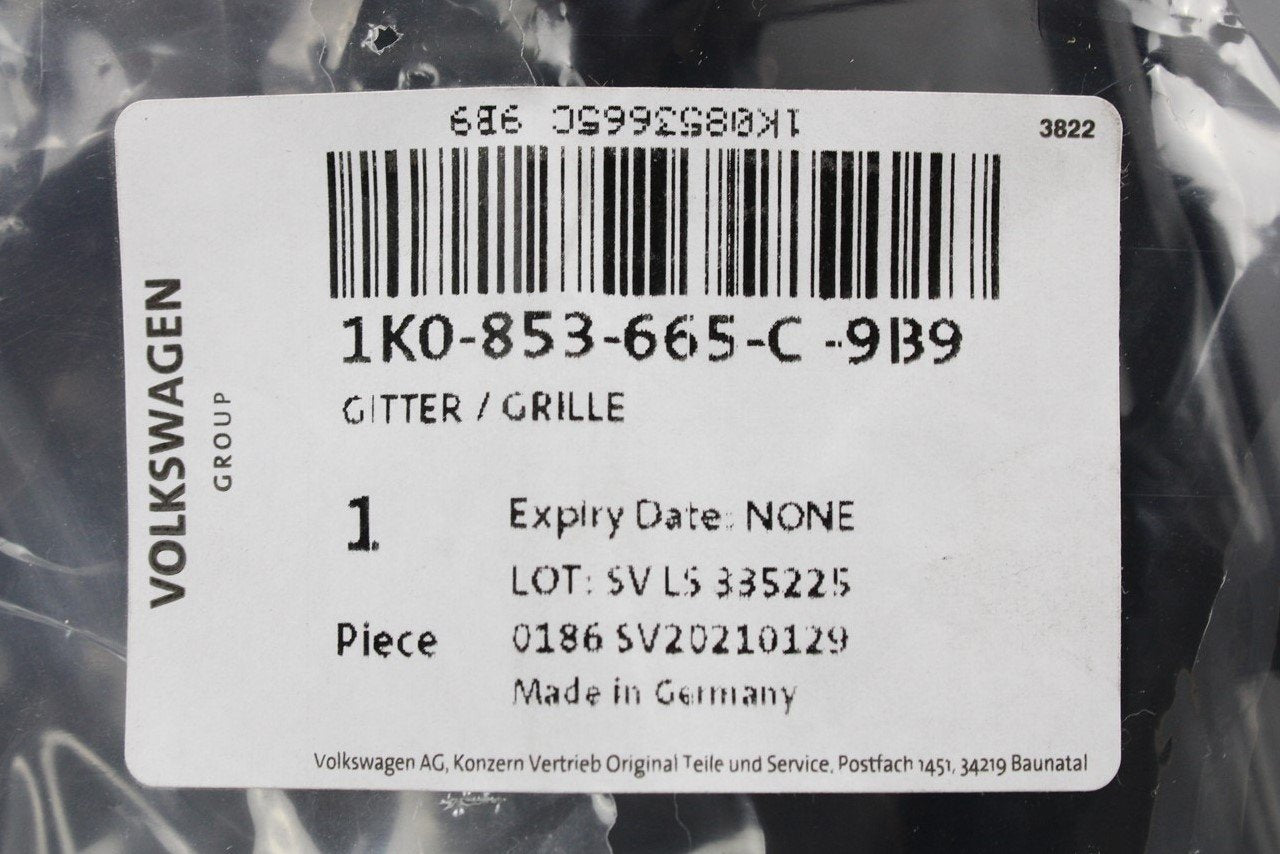 1K0853665C 9B9
3822
1K0-853-665-C -9B9
GITTER / GRILLE
VOLKSWAGEN
GROUP
1
Piece
Expiry Date: NONE
LOT: SV LS 335225
0186 SV20210129
Made in Germany
Volkswagen AG, Konzern Vertrieb Original Teile und Service, Postfach 1451, 34219 Baunatal